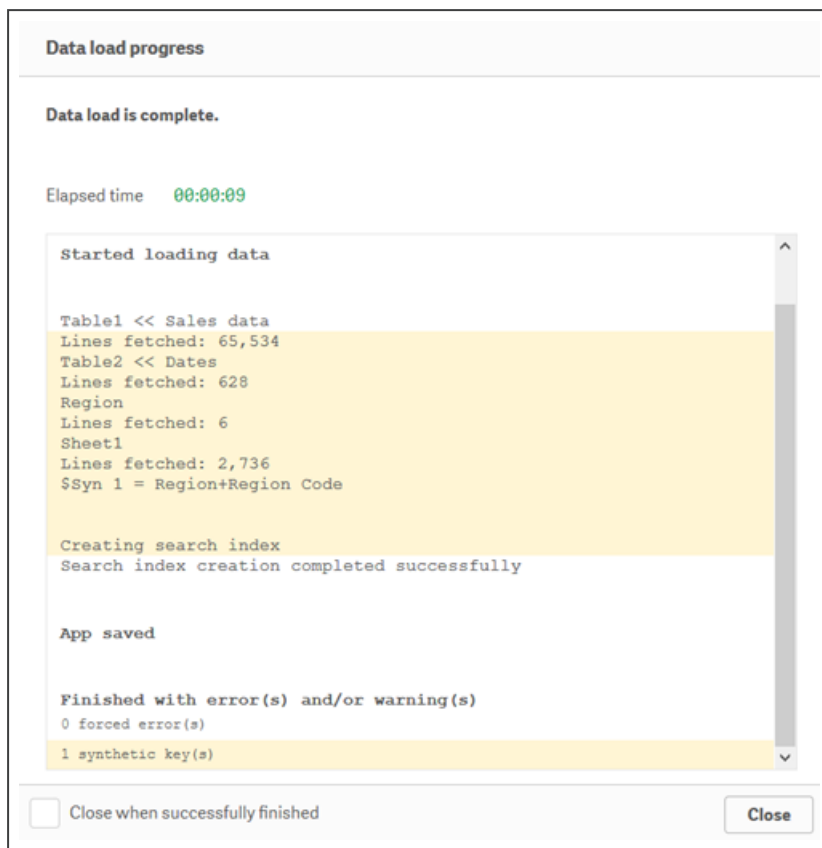 Data load progress
Data load is complete.
Elapsed time 00:00:09
Started loading data
Table1 << Sales data
Lines fetched: 65,534
Table2 << Dates
Lines fetched: 628
Region
Lines fetched: 6
Sheet1
Lines fetched: 2,736
$Syn 1 = Region+Region Code
Creating search index
Search index creation completed successfully
App saved
Finished with error(s) and/or warning(s)
0 forced error(s)
1 synthetic key(s)
Close when successfully finished
Close